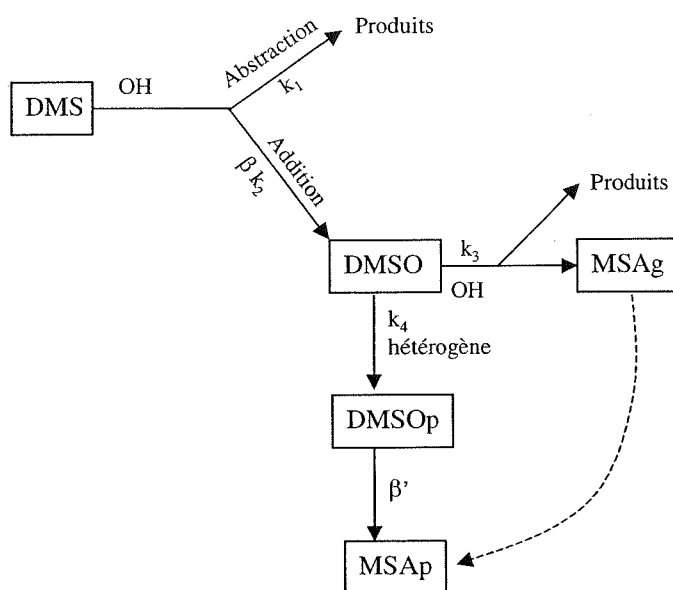 Produits
Abstraction
k₁
OH
DMS
Addition
β k₂
Produits
DMSO
k₃
OH
MSAg
k₄
hétérogène
DMSOp
β’
MSAp